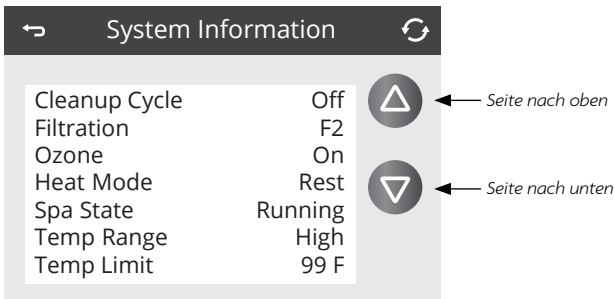 System Information
Cleanup Cycle Off
Filtration F2
Ozone On
Heat Mode Rest
Spa State Running
Temp Range High
Temp Limit 99 F
Seite nach oben
Seite nach unten